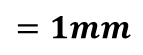 = 1mm